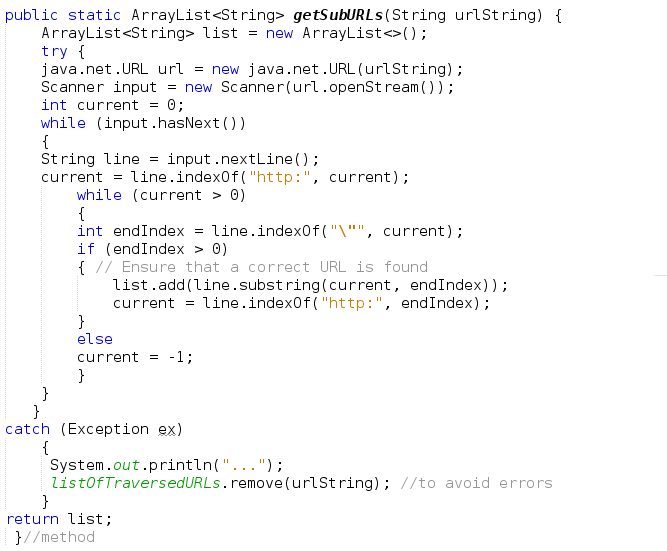 public static ArrayList<String> getSubURLs(String urlString) {
    ArrayList<String> list = new ArrayList<>();
    try {
    java.net.URL url = new java.net.URL(urlString);
    Scanner input = new Scanner(url.openStream());
    int current = 0;
    while (input.hasNext())
    {
    String line = input.nextLine();
    current = line.indexOf("http:", current);
        while (current > 0)
        {
        int endIndex = line.indexOf("\"", current);
        if (endIndex > 0)
        { // Ensure that a correct URL is found
            list.add(line.substring(current, endIndex));
            current = line.indexOf("http:", endIndex);
        }
        else
        current = -1;
        }
    }
   }
catch (Exception ex)
    {
     System.out.println("...");
     listOfTraversedURLs.remove(urlString); //to avoid errors
    }
return list;
 }//method